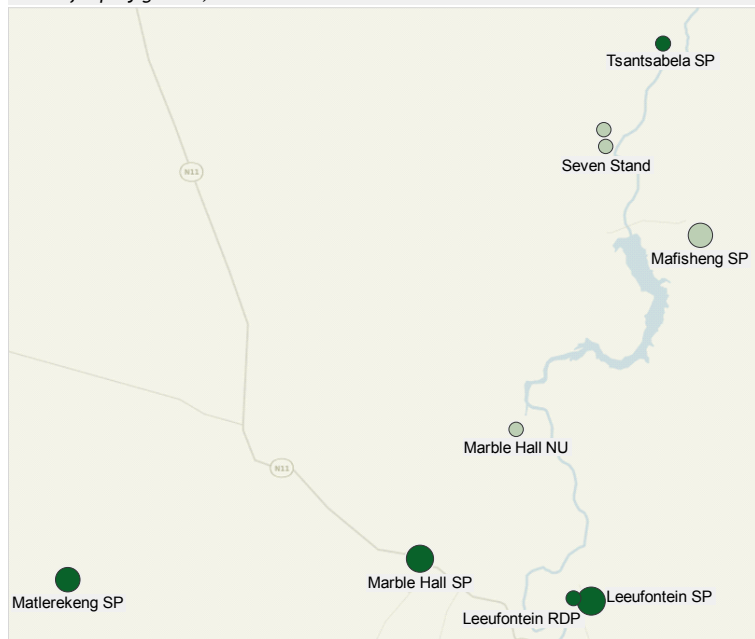 Tsantsabela SP
Seven Stand
N11
Mafisheng SP
Marble Hall NU
N11
Marble Hall SP
Matlerekeng SP
Leeufontein SP
Leeufontein RDP